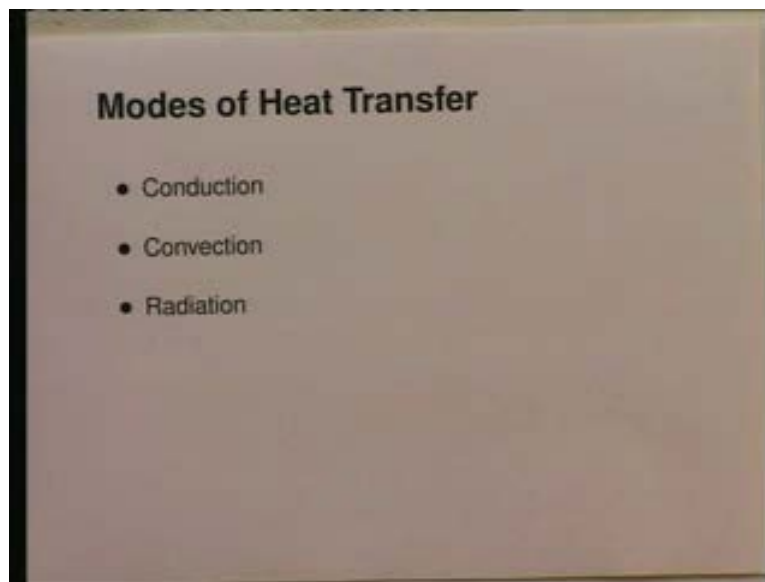 Modes of Heat Transfer
• Conduction
• Convection
• Radiation